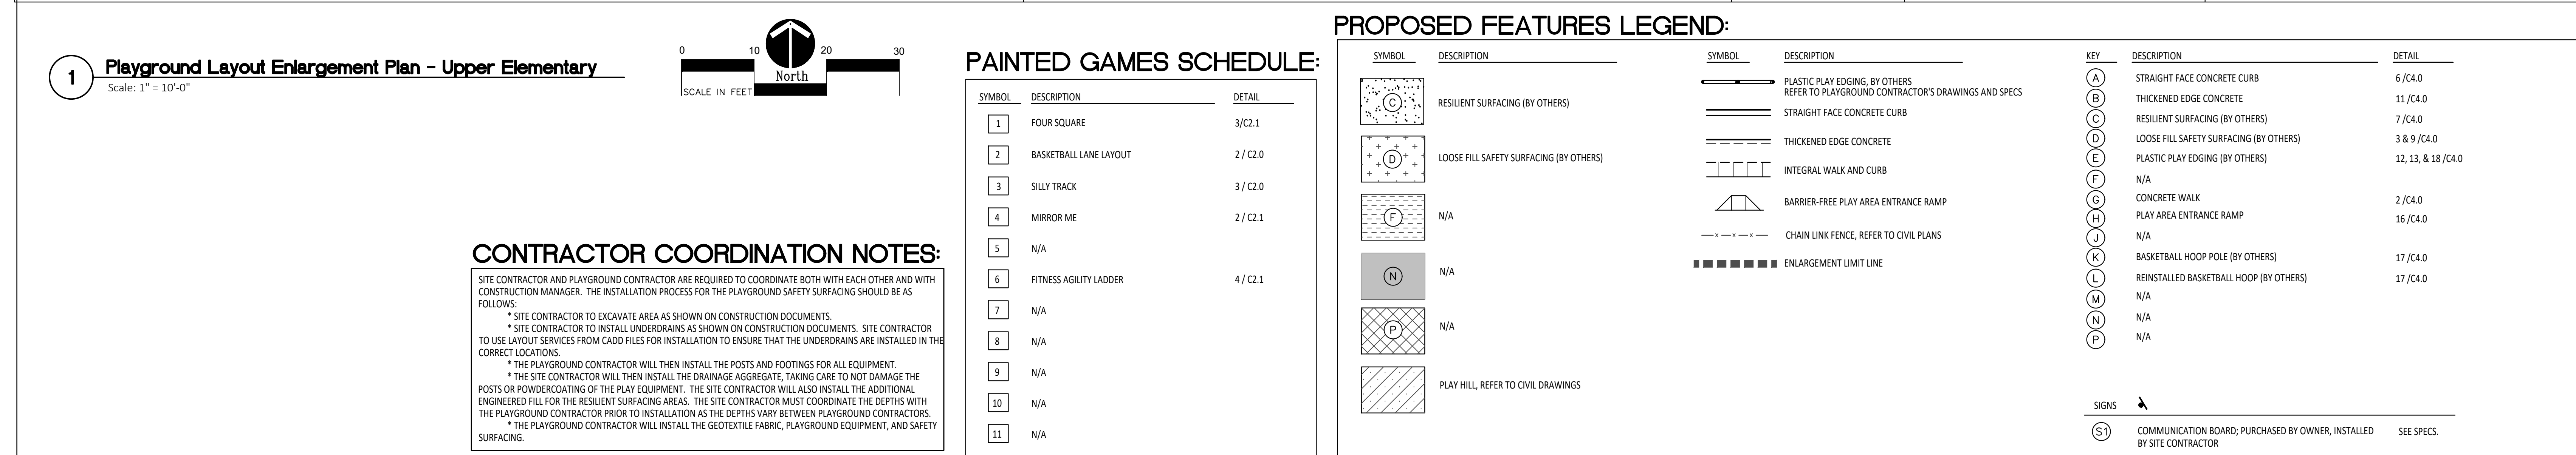 1
Playground Layout Enlargement Plan - Upper Elementary
Scale: 1" = 10'-0"
0 10 20 30
North
SCALE IN FEET
CONTRACTOR COORDINATION NOTES:
SITE CONTRACTOR AND PLAYGROUND CONTRACTOR ARE REQUIRED TO COORDINATE BOTH WITH EACH OTHER AND WITH
CONSTRUCTION MANAGER. THE INSTALLATION PROCESS FOR THE PLAYGROUND SAFETY SURFACING SHOULD BE AS
FOLLOWS:
* SITE CONTRACTOR TO EXCAVATE AREA AS SHOWN ON CONSTRUCTION DOCUMENTS.
* SITE CONTRACTOR TO INSTALL UNDERDRAINS AS SHOWN ON CONSTRUCTION DOCUMENTS. SITE CONTRACTOR
TO USE LAYOUT SERVICES FROM CADD FILES FOR INSTALLATION TO ENSURE THAT THE UNDERDRAINS ARE INSTALLED IN THE
CORRECT LOCATIONS.
* THE PLAYGROUND CONTRACTOR WILL THEN INSTALL THE POSTS AND FOOTINGS FOR ALL EQUIPMENT.
* THE SITE CONTRACTOR WILL THEN INSTALL THE DRAINAGE AGGREGATE, TAKING CARE TO NOT DAMAGE THE
POSTS OR POWDERCOATING OF THE PLAY EQUIPMENT. THE SITE CONTRACTOR WILL ALSO INSTALL THE ADDITIONAL
ENGINEERED FILL FOR THE RESILIENT SURFACING AREAS. THE SITE CONTRACTOR MUST COORDINATE THE DEPTHS WITH
THE PLAYGROUND CONTRACTOR PRIOR TO INSTALLATION AS THE DEPTHS VARY BETWEEN PLAYGROUND CONTRACTORS.
* THE PLAYGROUND CONTRACTOR WILL INSTALL THE GEOTEXTILE FABRIC, PLAYGROUND EQUIPMENT, AND SAFETY
SURFACING.
PAINTED GAMES SCHEDULE:
SYMBOL DESCRIPTION DETAIL
1 FOUR SQUARE 3/C2.1
2 BASKETBALL LANE LAYOUT 2 / C2.0
3 SILLY TRACK 3 / C2.0
4 MIRROR ME 2 / C2.1
5 N/A
6 FITNESS AGILITY LADDER 4 / C2.1
7 N/A
8 N/A
9 N/A
10 N/A
11 N/A
PROPOSED FEATURES LEGEND:
SYMBOL DESCRIPTION
C RESILIENT SURFACING (BY OTHERS)
D LOOSE FILL SAFETY SURFACING (BY OTHERS)
F N/A
N N/A
P N/A
PLAY HILL, REFER TO CIVIL DRAWINGS
SYMBOL DESCRIPTION
PLASTIC PLAY EDGING, BY OTHERS
REFER TO PLAYGROUND CONTRACTOR'S DRAWINGS AND SPECS
STRAIGHT FACE CONCRETE CURB
THICKENED EDGE CONCRETE
INTEGRAL WALK AND CURB
BARRIER-FREE PLAY AREA ENTRANCE RAMP
x x x CHAIN LINK FENCE, REFER TO CIVIL PLANS
ENLARGEMENT LIMIT LINE
KEY DESCRIPTION DETAIL
A STRAIGHT FACE CONCRETE CURB 6 /C4.0
B THICKENED EDGE CONCRETE 11 /C4.0
C RESILIENT SURFACING (BY OTHERS) 7 /C4.0
D LOOSE FILL SAFETY SURFACING (BY OTHERS) 3 & 9 /C4.0
E PLASTIC PLAY EDGING (BY OTHERS) 12, 13, & 18 /C4.0
F N/A
G CONCRETE WALK 2 /C4.0
H PLAY AREA ENTRANCE RAMP 16 /C4.0
J N/A
K BASKETBALL HOOP POLE (BY OTHERS) 17 /C4.0
L REINSTALLED BASKETBALL HOOP (BY OTHERS) 17 /C4.0
M N/A
N N/A
P N/A
SIGNS
S1 COMMUNICATION BOARD; PURCHASED BY OWNER, INSTALLED SEE SPECS.
BY SITE CONTRACTOR